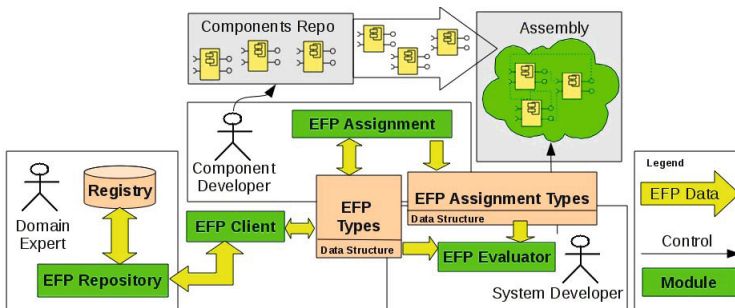 Components Repo
Assembly
EFP Assignment
Component
Developer
Registry
Domain
Expert
EFP Repository
EFP Client
EFP
Types
Data Structure
EFP Assignment Types
Data Structure
EFP Evaluator
System Developer
Legend
EFP Data
Control
Module